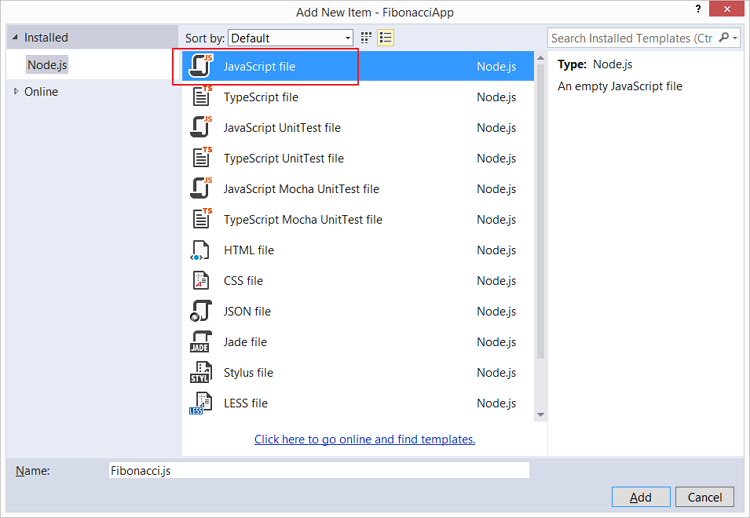 Add New Item - FibonacciApp
?
Installed
Sort by: Default
Search Installed Templates (Ctr
Node.js
JavaScript file Node.js
Type: Node.js
Online
An empty JavaScript file
TypeScript file Node.js
JavaScript UnitTest file Node.js
TypeScript UnitTest file Node.js
JavaScript Mocha UnitTest file Node.js
TypeScript Mocha UnitTest file Node.js
HTML file Node.js
CSS file Node.js
JSON file Node.js
JADE Jade file Node.js
STYL Stylus file Node.js
LESS LESS file Node.js
Click here to go online and find templates.
Name: Fibonacci.js
Add Cancel